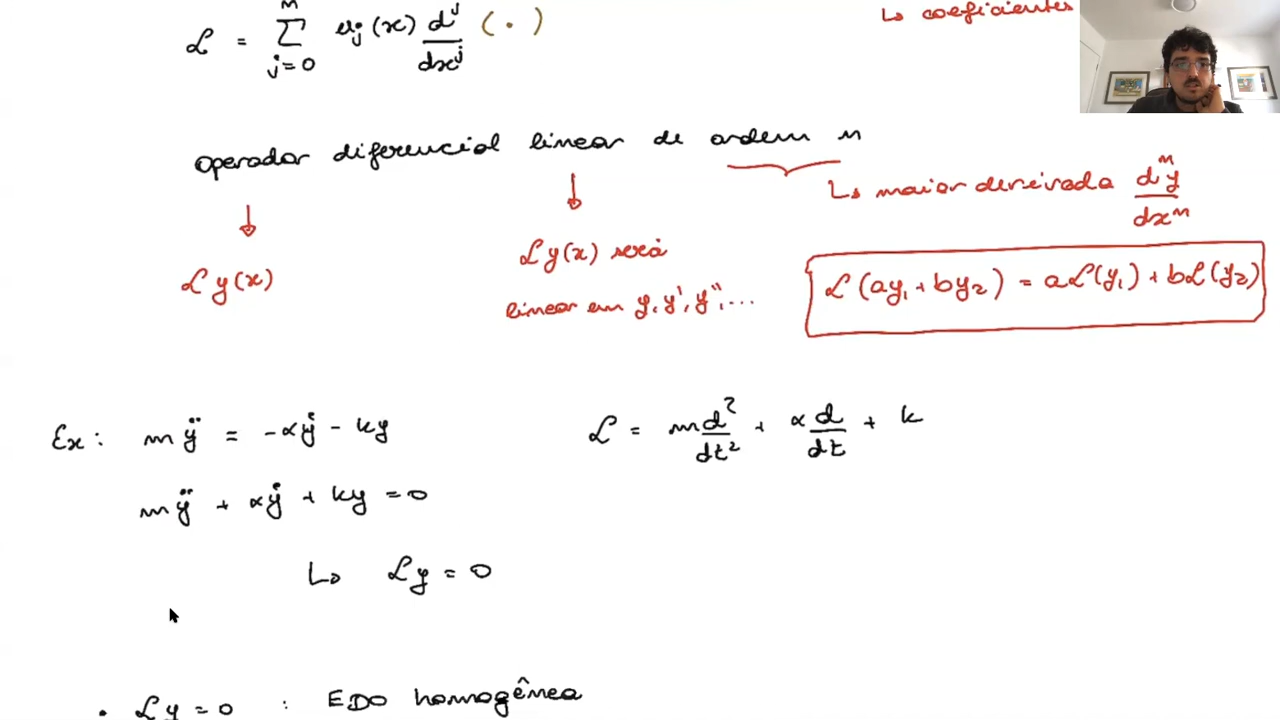 ℒ = Σ_{j=0}^{n} a_j(x) d^j/dx^j (·)
↳ coeficientes
operador diferencial linear de ordem n
↳ maior derivada d^n y/dx^n
ℒy(x)
ℒy(x) será
linear em y, y', y'', ...
ℒ(ay₁ + by₂) = aℒ(y₁) + bℒ(y₂)
Ex: mÿ = -αẏ - ky
ℒ = m d²/dt² + α d/dt + k
mÿ + αẏ + ky = 0
↳ ℒy = 0
• ℒy = 0 : EDO homogênea